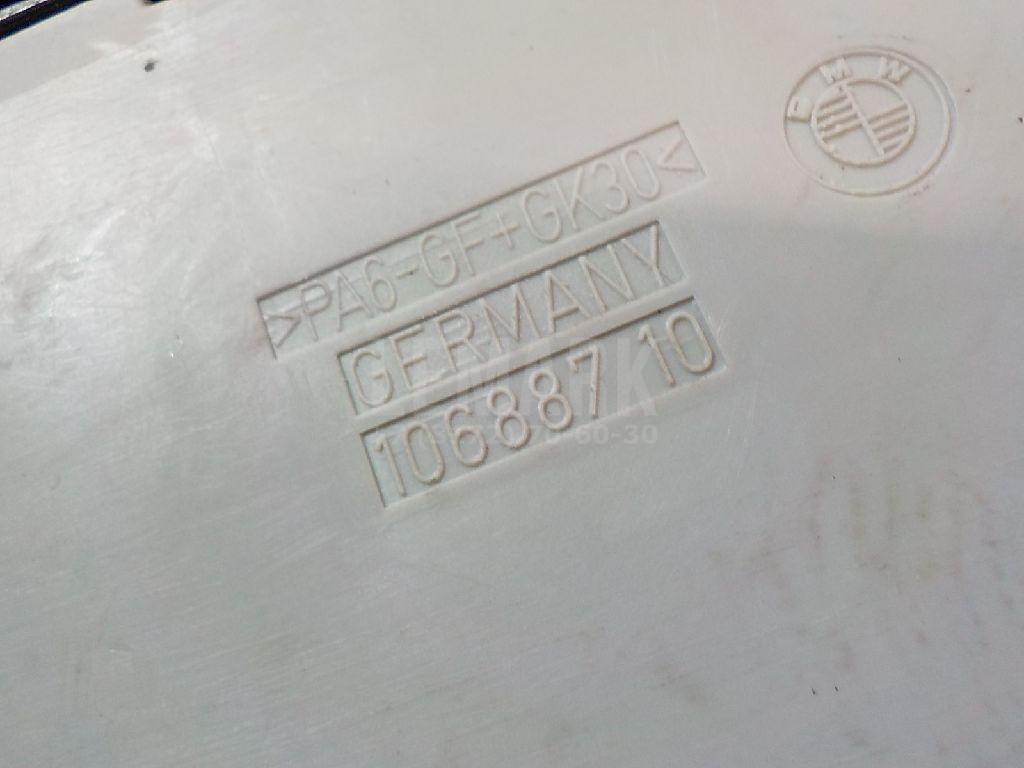 BMW
>PA6-GF+GK30<
GERMANY
106887 10